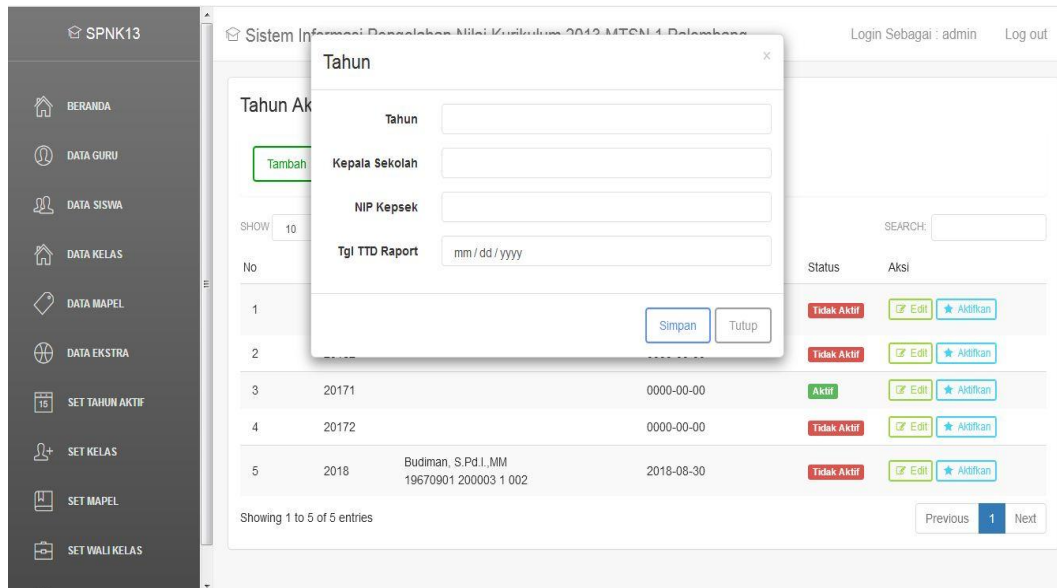 SPNK13
Sistem Informasi Pengolahan Nilai Kurikulum 2013 MTSN 1 Palembang
Login Sebagai : admin
Log out
BERANDA
DATA GURU
DATA SISWA
DATA KELAS
DATA MAPEL
DATA EKSTRA
15
SET TAHUN AKTIF
SET KELAS
SET MAPEL
SET WALI KELAS
Tahun
×
Tahun
Kepala Sekolah
NIP Kepsek
Tgl TTD Raport
mm / dd / yyyy
Simpan
Tutup
Tahun Ak
Tambah
SHOW 10
SEARCH:
No Status Aksi
1 Tidak Aktif Edit Aktifkan
2 Tidak Aktif Edit Aktifkan
3 20171 0000-00-00 Aktif Edit Aktifkan
4 20172 0000-00-00 Tidak Aktif Edit Aktifkan
5 2018 Budiman, S.Pd.I.,MM 2018-08-30 Tidak Aktif Edit Aktifkan
19670901 200003 1 002
Showing 1 to 5 of 5 entries
Previous 1 Next